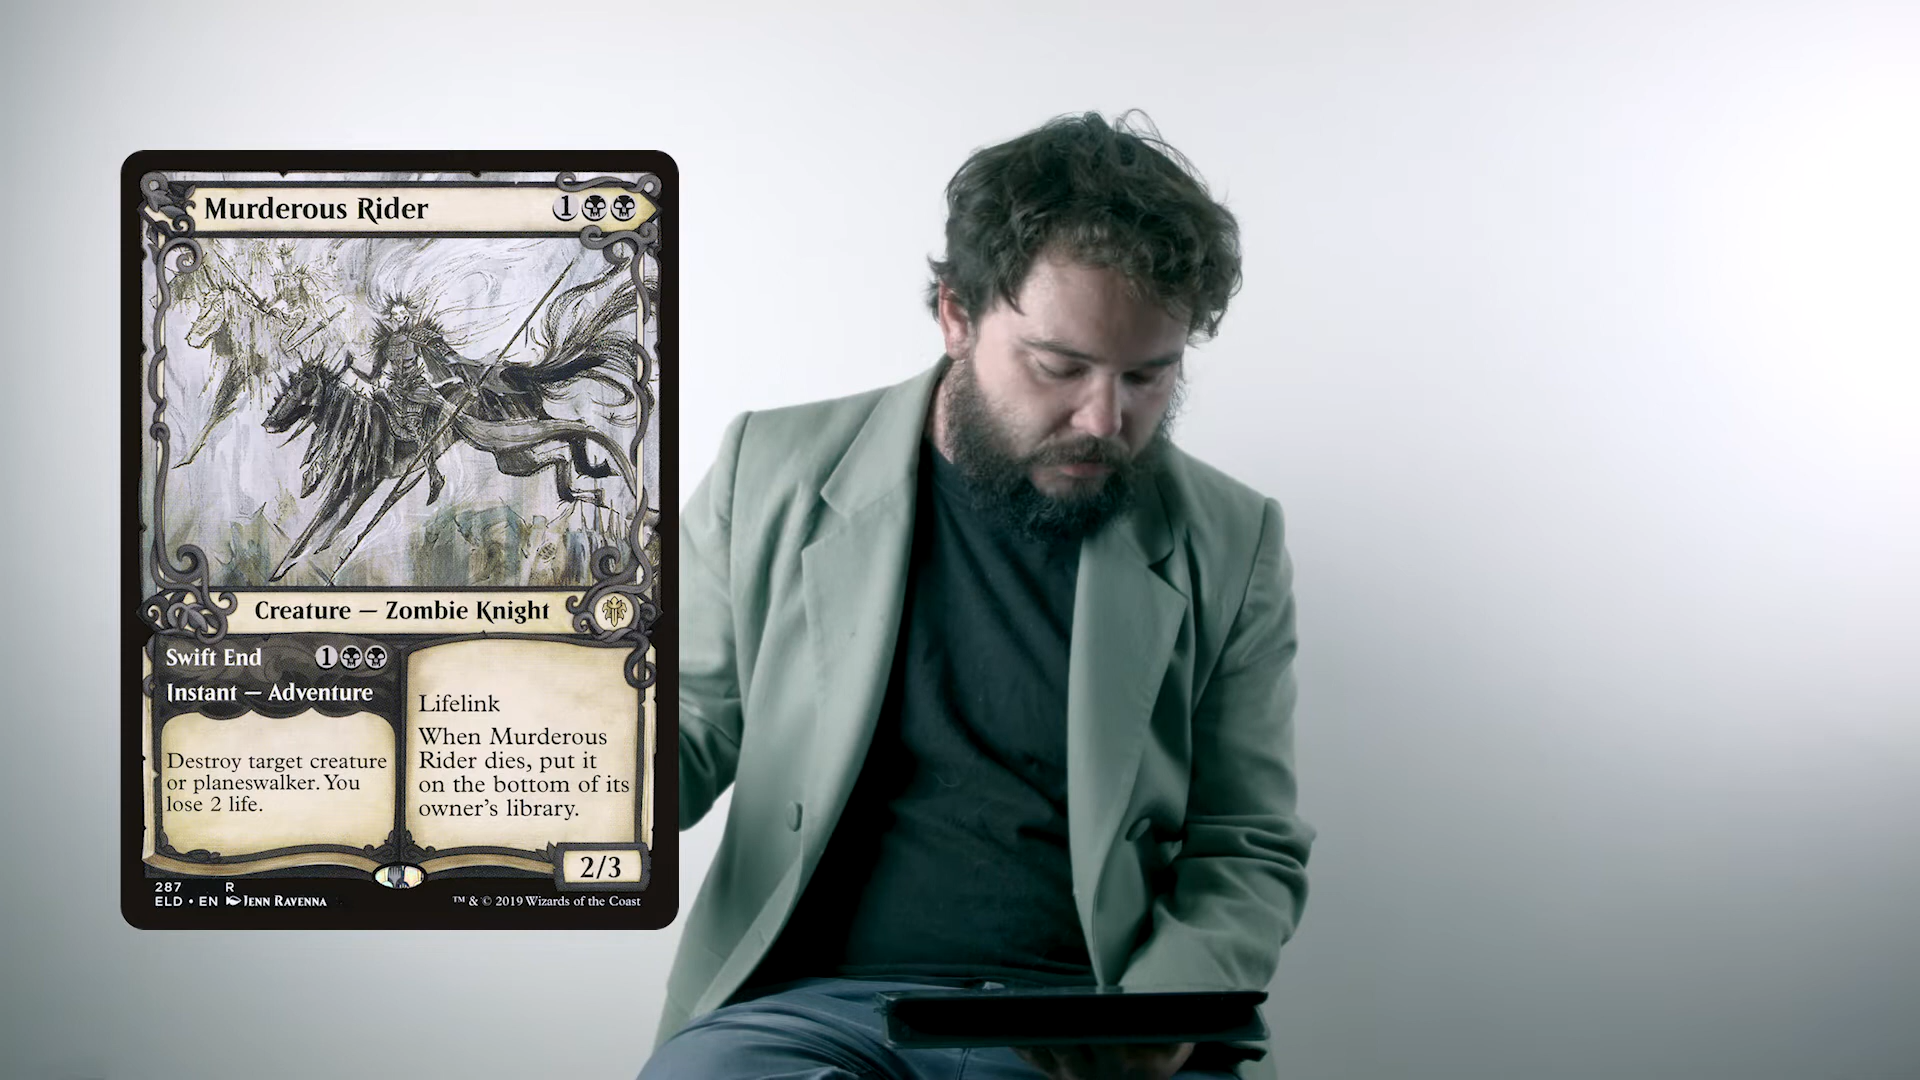 Murderous Rider 1
Creature — Zombie Knight
Swift End 1
Instant — Adventure
Destroy target creature
or planeswalker. You
lose 2 life.
Lifelink
When Murderous
Rider dies, put it
on the bottom of its
owner's library.
2/3
287 R
ELD • EN Jenn Ravenna
™ & © 2019 Wizards of the Coast